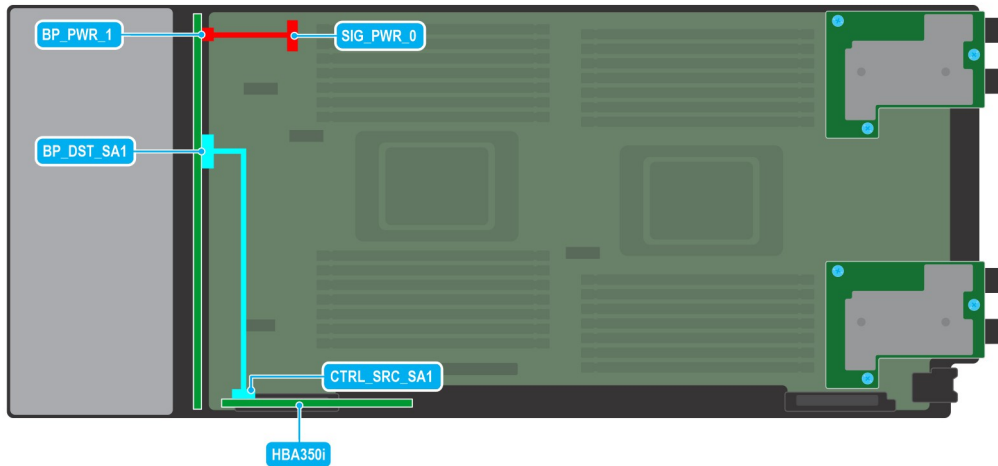 BP_PWR_1
SIG_PWR_0
BP_DST_SA1
CTRL_SRC_SA1
HBA350i